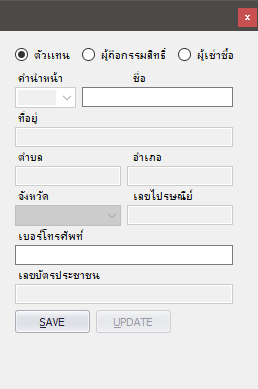 ตัวแทน ผู้กิจกรรมสิทธิ์ ผู้เช่าซื้อ
คำนำหน้า ชื่อ
ที่อยู่
ตำบล อำเภอ
จังหวัด เลขไปรษณีย์
เบอร์โทรศัพท์
เลขบัตรประชาชน
SAVE UPDATE